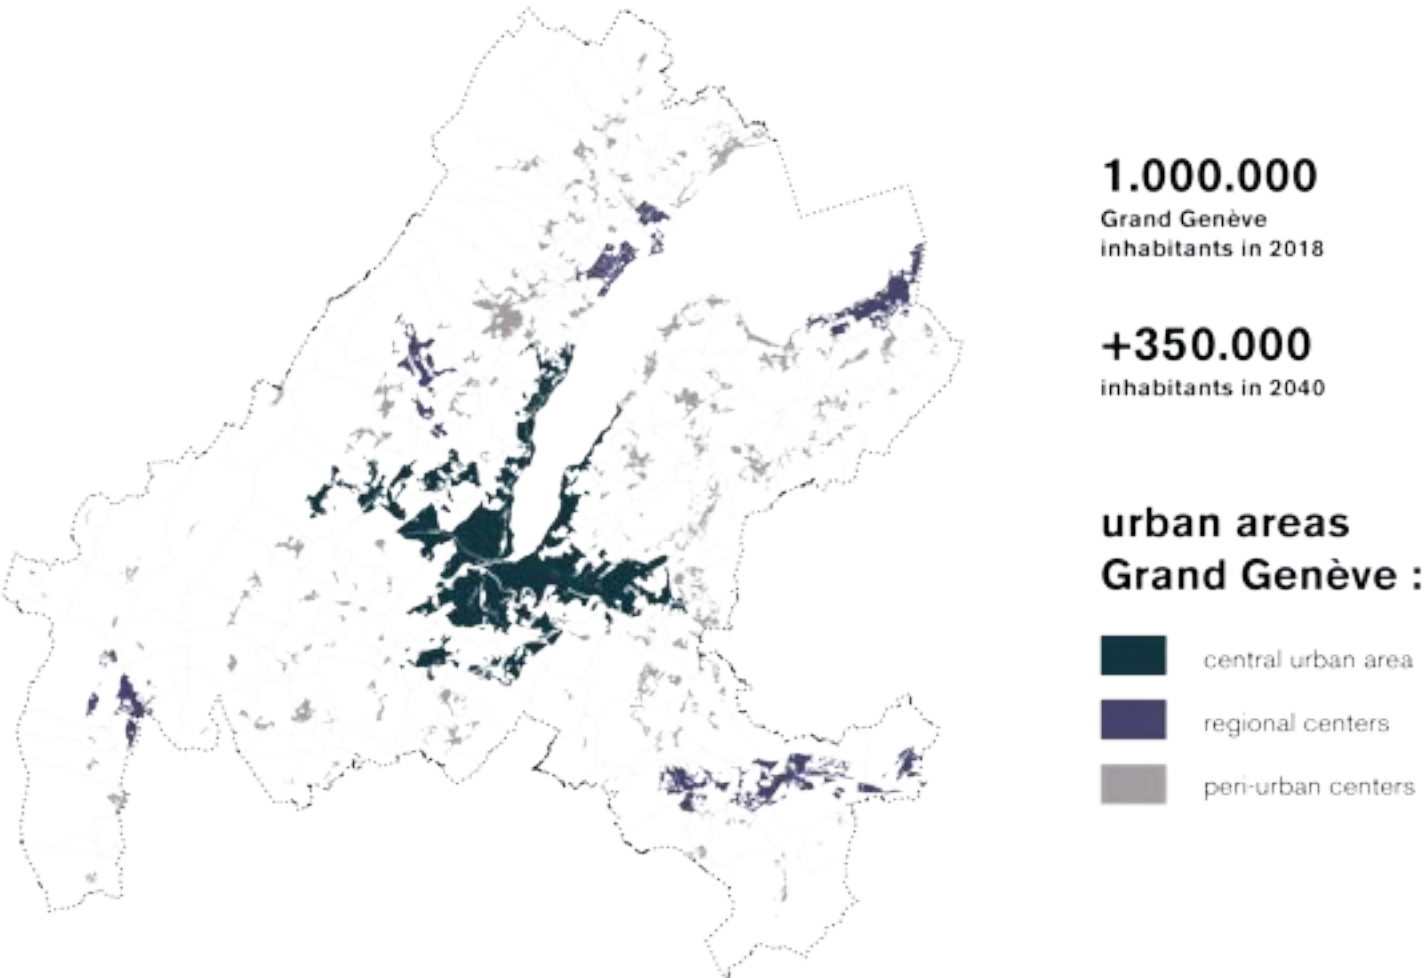 1.000.000
Grand Genève
inhabitants in 2018
+350.000
inhabitants in 2040
urban areas
Grand Genève :
central urban area
regional centers
peri-urban centers